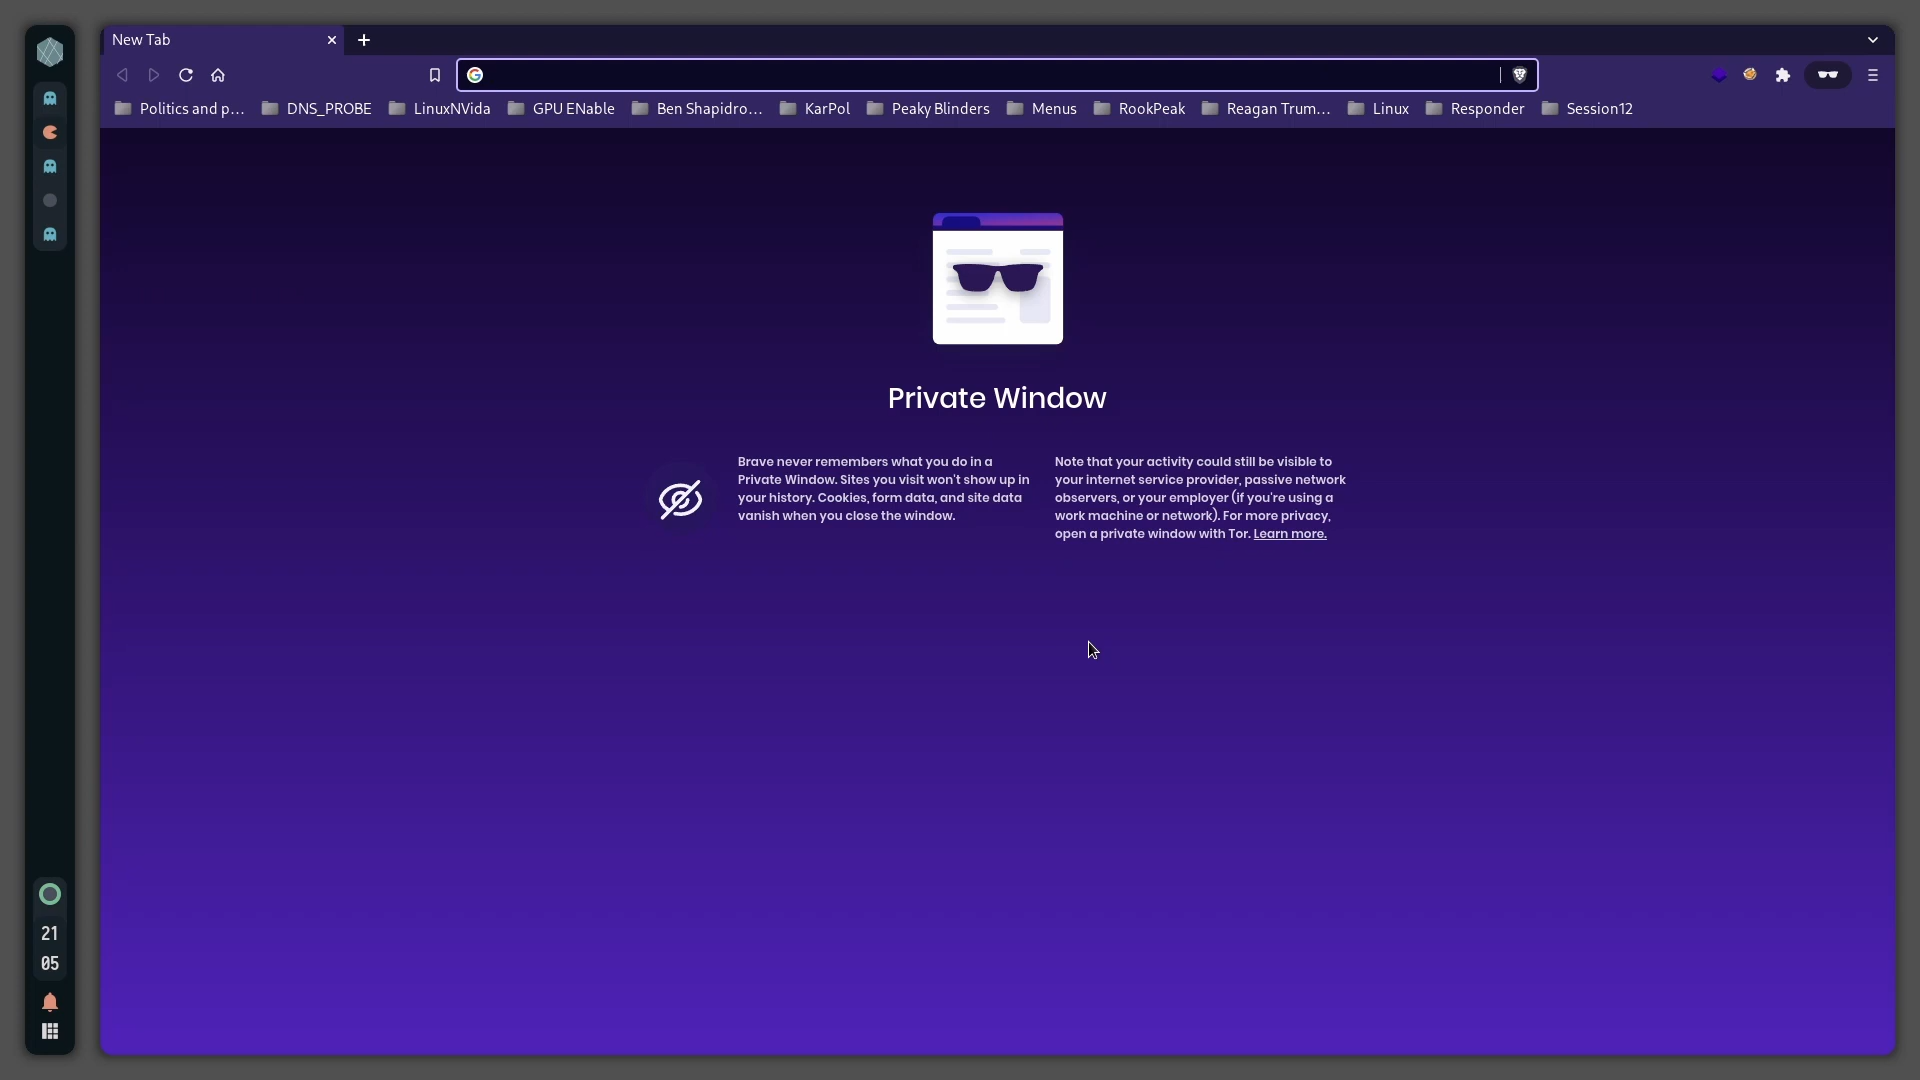 New Tab
Politics and p...
DNS_PROBE
LinuxNVida
GPU ENable
Ben Shapidro...
KarPol
Peaky Blinders
Menus
RookPeak
Reagan Trum...
Linux
Responder
Session12
Private Window
Brave never remembers what you do in a
Private Window. Sites you visit won't show up in
your history. Cookies, form data, and site data
vanish when you close the window.
Note that your activity could still be visible to
your internet service provider, passive network
observers, or your employer (if you're using a
work machine or network). For more privacy,
open a private window with Tor. Learn more.
21
05